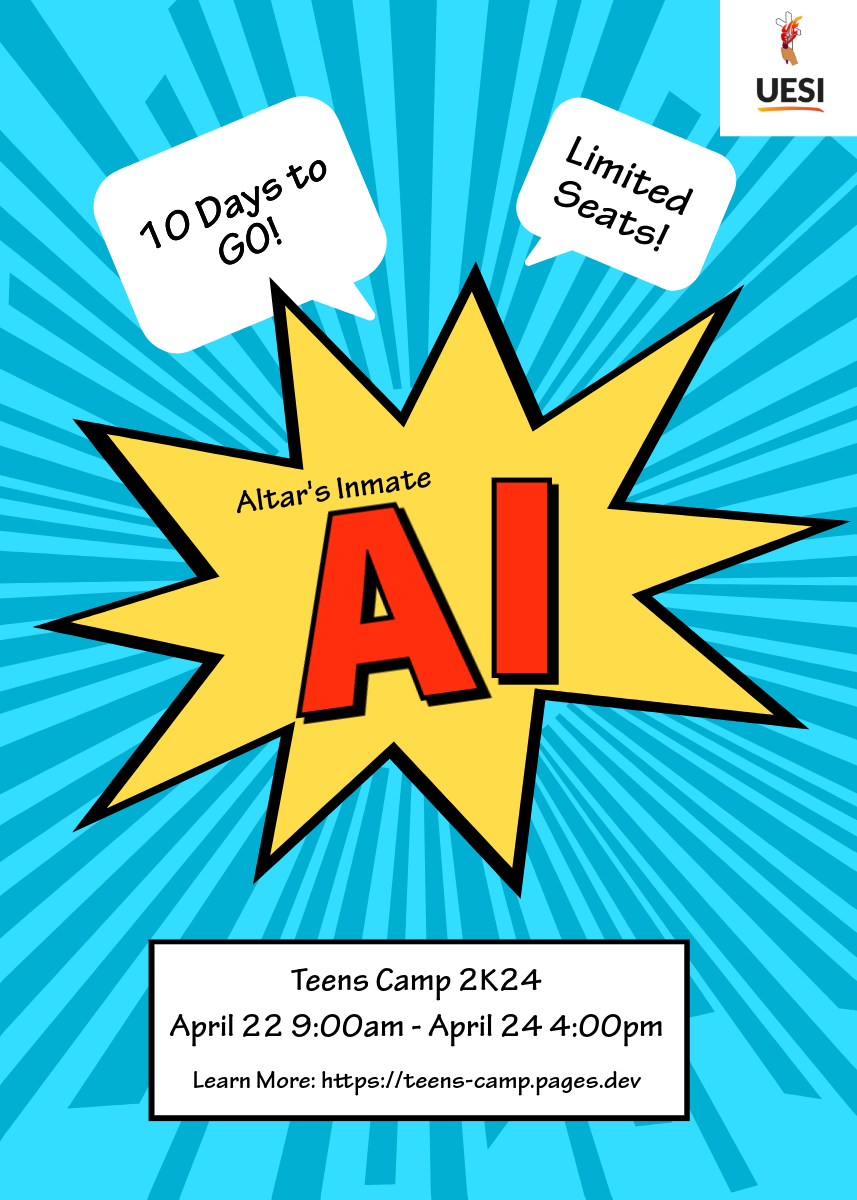 UESI
10 Days to
GO!
Limited
Seats!
Altar's Inmate
AI
Teens Camp 2K24
April 22 9:00am - April 24 4:00pm
Learn More: https://teens-camp.pages.dev